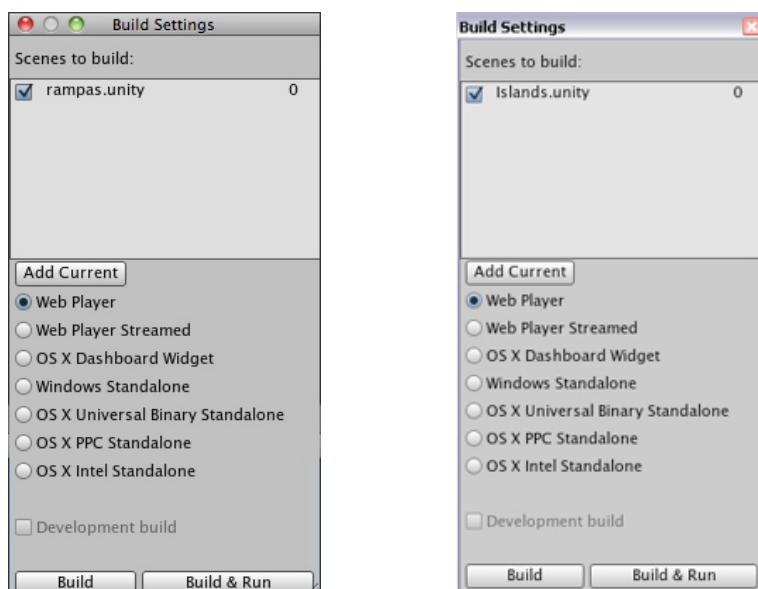 Build Settings
Scenes to build:
rampas.unity 0
Add Current
Web Player
Web Player Streamed
OS X Dashboard Widget
Windows Standalone
OS X Universal Binary Standalone
OS X PPC Standalone
OS X Intel Standalone
Development build
Build Build & Run
Build Settings
Scenes to build:
Islands.unity 0
Add Current
Web Player
Web Player Streamed
OS X Dashboard Widget
Windows Standalone
OS X Universal Binary Standalone
OS X PPC Standalone
OS X Intel Standalone
Development build
Build Build & Run